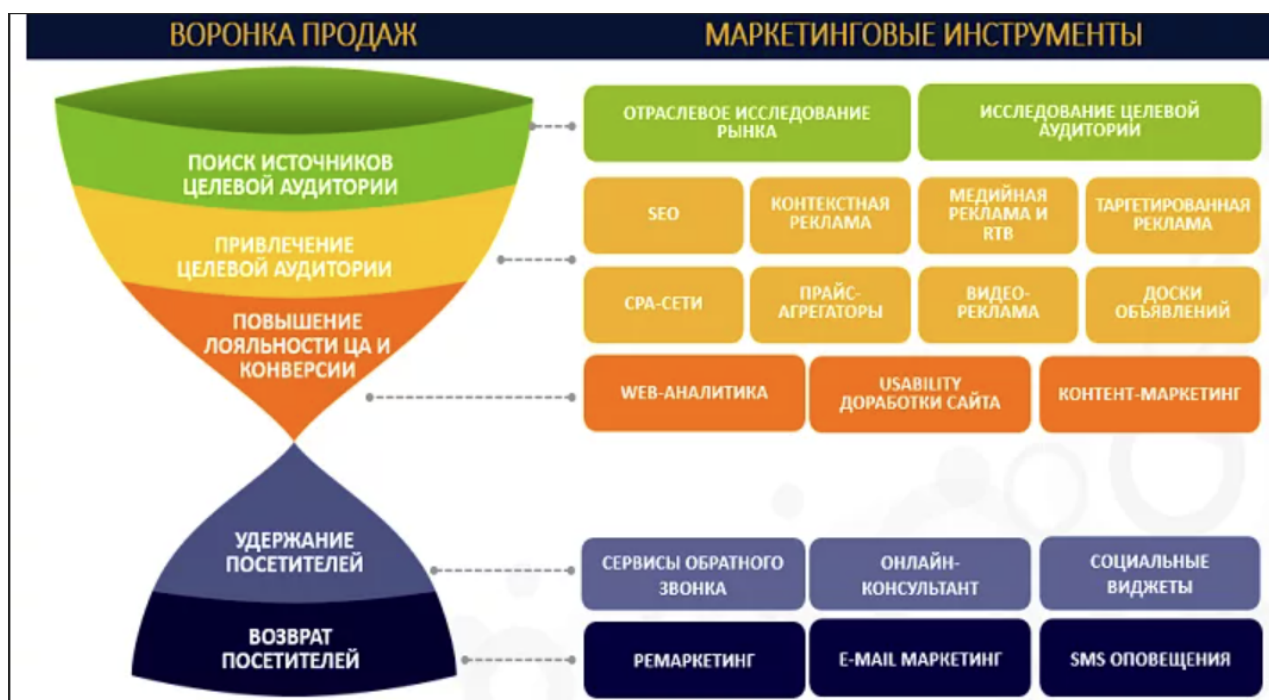 ВОРОНКА ПРОДАЖ
МАРКЕТИНГОВЫЕ ИНСТРУМЕНТЫ
ПОИСК ИСТОЧНИКОВ
ЦЕЛЕВОЙ АУДИТОРИИ
ОТРАСЛЕВОЕ ИССЛЕДОВАНИЕ
РЫНКА
ИССЛЕДОВАНИЕ ЦЕЛЕВОЙ
АУДИТОРИИ
ПРИВЛЕЧЕНИЕ
ЦЕЛЕВОЙ АУДИТОРИИ
SEO
КОНТЕКСТНАЯ
РЕКЛАМА
МЕДИЙНАЯ
РЕКЛАМА И
RTB
ТАРГЕТИРОВАННАЯ
РЕКЛАМА
CPA-СЕТИ
ПРАЙС-
АГРЕГАТОРЫ
ВИДЕО-
РЕКЛАМА
ДОСКИ
ОБЪЯВЛЕНИЙ
ПОВЫШЕНИЕ
ЛОЯЛЬНОСТИ ЦА И
КОНВЕРСИИ
WEB-АНАЛИТИКА
USABILITY
ДОРАБОТКИ САЙТА
КОНТЕНТ-МАРКЕТИНГ
УДЕРЖАНИЕ
ПОСЕТИТЕЛЕЙ
СЕРВИСЫ ОБРАТНОГО
ЗВОНКА
ОНЛАЙН-
КОНСУЛЬТАНТ
СОЦИАЛЬНЫЕ
ВИДЖЕТЫ
ВОЗВРАТ
ПОСЕТИТЕЛЕЙ
РЕМАРКЕТИНГ
E-MAIL МАРКЕТИНГ
SMS ОПОВЕЩЕНИЯ